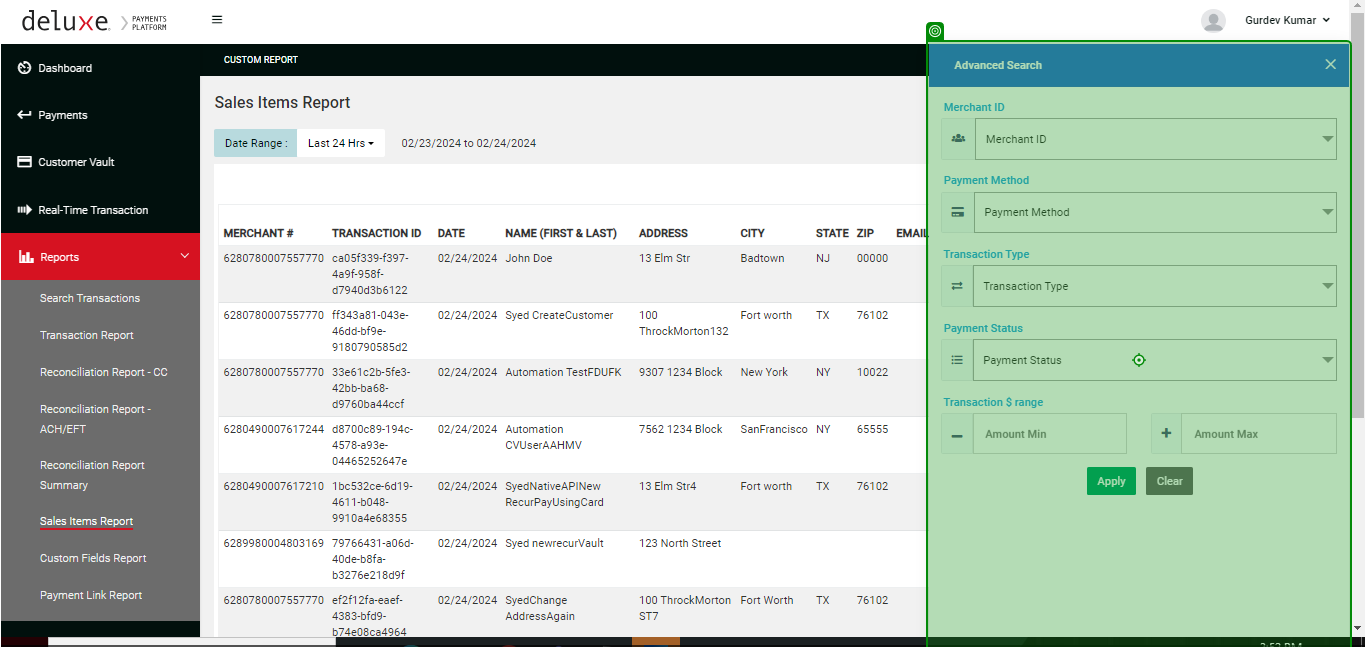 deluxe. PAYMENTS PLATFORM
Gurdev Kumar
Dashboard
Payments
Customer Vault
Real-Time Transaction
Reports
Search Transactions
Transaction Report
Reconciliation Report - CC
Reconciliation Report -
ACH/EFT
Reconciliation Report
Summary
Sales Items Report
Custom Fields Report
Payment Link Report
CUSTOM REPORT
Sales Items Report
Date Range : Last 24 Hrs 02/23/2024 to 02/24/2024
MERCHANT # TRANSACTION ID DATE NAME (FIRST & LAST) ADDRESS CITY STATE ZIP EMAIL
6280780007557770 ca05f339-f397- 02/24/2024 John Doe 13 Elm Str Badtown NJ 00000
4a9f-958f-
d7940d3b6122
6280780007557770 ff343a81-043e- 02/24/2024 Syed CreateCustomer 100 Fort worth TX 76102
46dd-bf9e- ThrockMorton132
9180790585d2
6280780007557770 33e61c2b-5fe3- 02/24/2024 Automation TestFDUFK 9307 1234 Block New York NY 10022
42bb-ba68-
d9760ba44ccf
6280490007617244 d8700c89-194c- 02/24/2024 Automation 7562 1234 Block SanFrancisco NY 65555
4578-a93e- CVUserAAHMV
04465252647e
6280490007617210 1bc532ce-6d19- 02/24/2024 SyedNativeAPINew 13 Elm Str4 Fort worth TX 76102
4611-b048- RecurPayUsingCard
9910a4e68355
6289980004803169 79766431-a06d- 02/24/2024 Syed newrecurVault 123 North Street
40de-b8fa-
b3276e218d9f
6280780007557770 ef2f12fa-eaef- 02/24/2024 SyedChange 100 ThrockMorton Fort Worth TX 76102
4383-bfd9- AddressAgain ST7
b74e08ca4964
Advanced Search
Merchant ID
Merchant ID
Payment Method
Payment Method
Transaction Type
Transaction Type
Payment Status
Payment Status
Transaction $ range
Amount Min Amount Max
Apply Clear